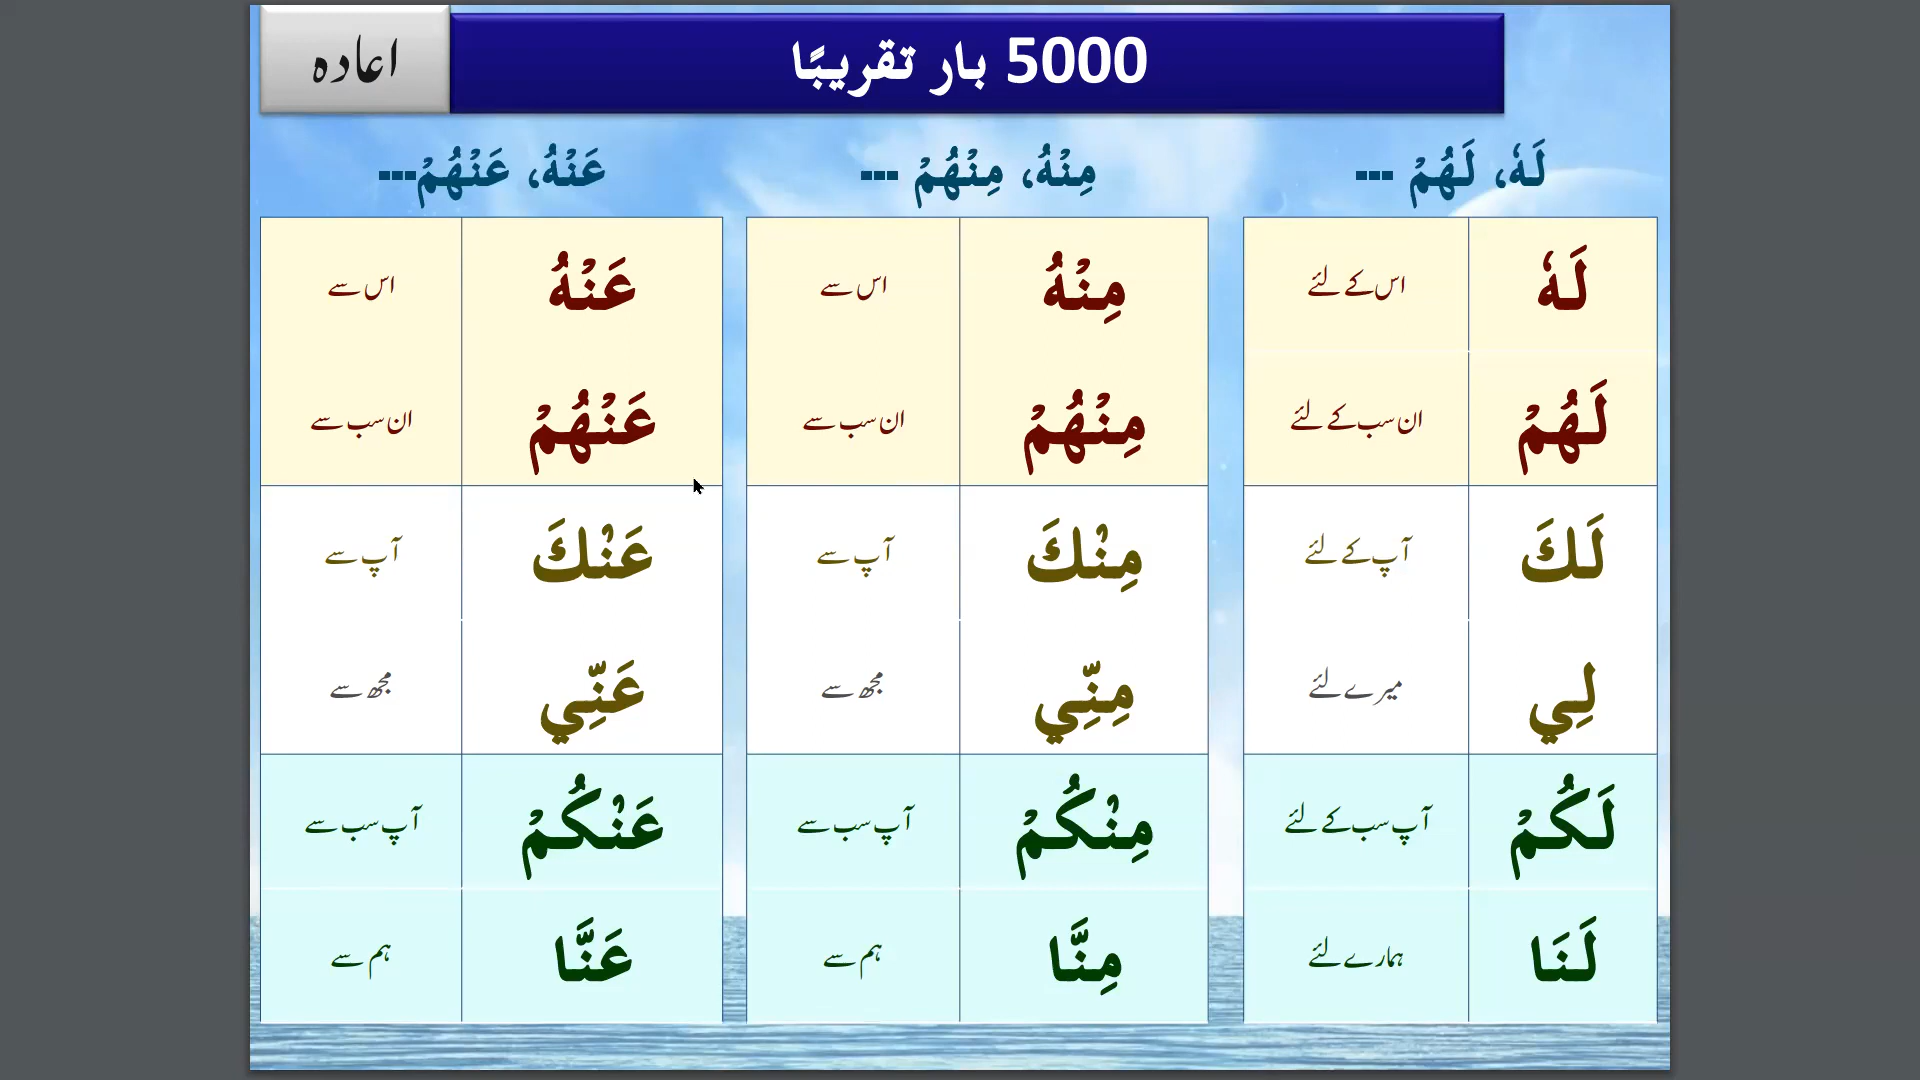 5000 بار تقریبًا
اعادہ
لَهٗ، لَهُمْ ---
مِنْهُ، مِنْهُمْ ---
عَنْهُ، عَنْهُمْ---
لَهٗ اس کے لئے
لَهُمْ ان سب کے لئے
لَكَ آپ کے لئے
لِي میرے لئے
لَكُمْ آپ سب کے لئے
لَنَا ہمارے لئے
مِنْهُ اس سے
مِنْهُمْ ان سب سے
مِنْكَ آپ سے
مِنِّي مجھ سے
مِنْكُمْ آپ سب سے
مِنَّا ہم سے
عَنْهُ اس سے
عَنْهُمْ ان سب سے
عَنْكَ آپ سے
عَنِّي مجھ سے
عَنْكُمْ آپ سب سے
عَنَّا ہم سے